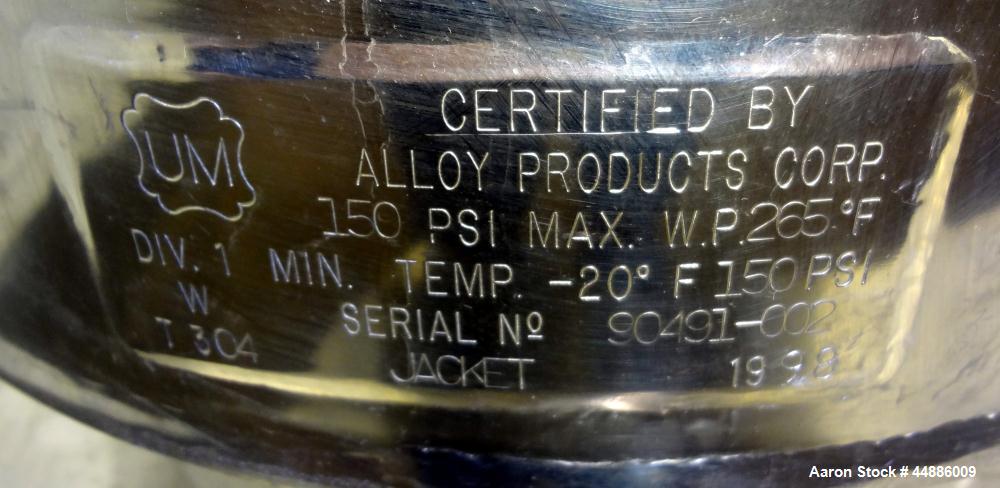 UM
CERTIFIED BY
ALLOY PRODUCTS CORP.
150 PSI MAX. W.P. 265 °F
DIV. 1 MIN. TEMP. -20° F 150 PSI
W
SERIAL Nº 90491-002
T 304
JACKET 1998
Aaron Stock # 44886009